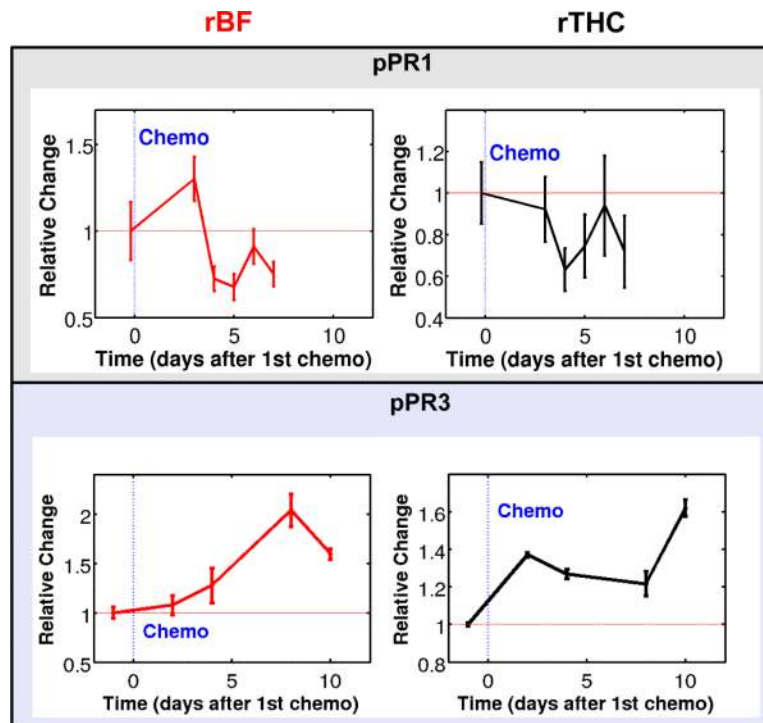 rBF
rTHC
pPR1
Relative Change
1.5
1
0.5
Chemo
0
5
10
Time (days after 1st chemo)
Relative Change
1.2
1
0.8
0.6
0.4
Chemo
0
5
10
Time (days after 1st chemo)
pPR3
Relative Change
2
1.5
1
0.5
Chemo
0
5
10
Time (days after 1st chemo)
Relative Change
1.6
1.4
1.2
1
0.8
Chemo
0
5
10
Time (days after 1st chemo)